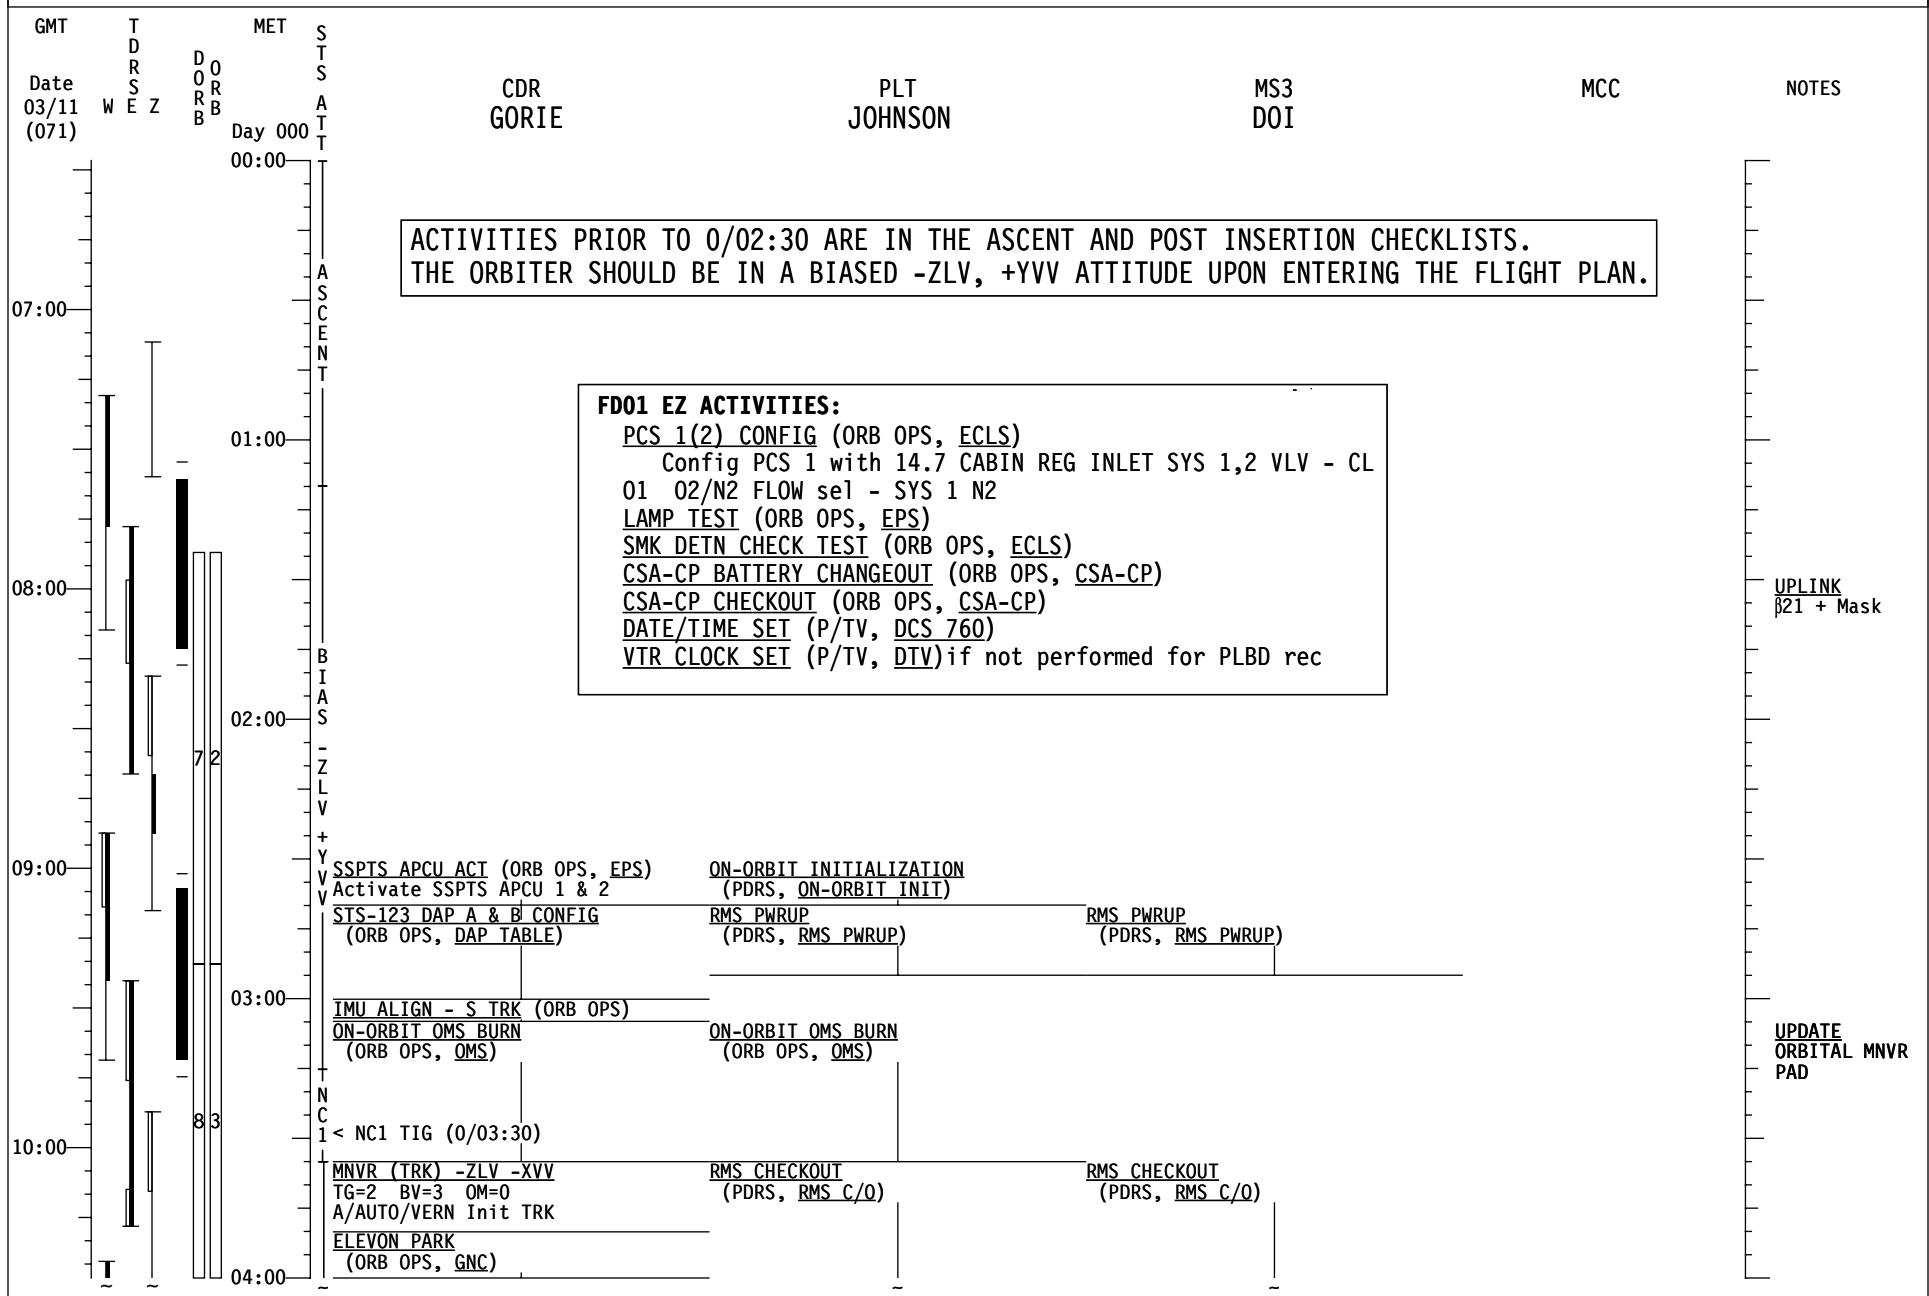 GMT
TDRS
MET
STS ATT
DORB
ORB
Date
03/11
(071)
W E Z
Day 000
CDR
GORIE
PLT
JOHNSON
MS3
DOI
MCC
NOTES
00:00
ACTIVITIES PRIOR TO 0/02:30 ARE IN THE ASCENT AND POST INSERTION CHECKLISTS.
THE ORBITER SHOULD BE IN A BIASED -ZLV, +YVV ATTITUDE UPON ENTERING THE FLIGHT PLAN.
ASCENT
07:00
FD01 EZ ACTIVITIES:
PCS 1(2) CONFIG (ORB OPS, ECLS)
Config PCS 1 with 14.7 CABIN REG INLET SYS 1,2 VLV - CL
O1 O2/N2 FLOW sel - SYS 1 N2
LAMP TEST (ORB OPS, EPS)
SMK DETN CHECK TEST (ORB OPS, ECLS)
CSA-CP BATTERY CHANGEOUT (ORB OPS, CSA-CP)
CSA-CP CHECKOUT (ORB OPS, CSA-CP)
DATE/TIME SET (P/TV, DCS 760)
VTR CLOCK SET (P/TV, DTV)if not performed for PLBD rec
01:00
08:00
UPLINK
β21 + Mask
BIAS -ZLV +YVV
02:00
7 2
09:00
SSPTS APCU ACT (ORB OPS, EPS)
Activate SSPTS APCU 1 & 2
ON-ORBIT INITIALIZATION
(PDRS, ON-ORBIT INIT)
STS-123 DAP A & B CONFIG
(ORB OPS, DAP TABLE)
RMS PWRUP
(PDRS, RMS PWRUP)
RMS PWRUP
(PDRS, RMS PWRUP)
03:00
IMU ALIGN - S TRK (ORB OPS)
ON-ORBIT OMS BURN
(ORB OPS, OMS)
ON-ORBIT OMS BURN
(ORB OPS, OMS)
UPDATE
ORBITAL MNVR
PAD
NC1
8 3
< NC1 TIG (0/03:30)
10:00
MNVR (TRK) -ZLV -XVV
TG=2 BV=3 OM=0
A/AUTO/VERN Init TRK
RMS CHECKOUT
(PDRS, RMS C/O)
RMS CHECKOUT
(PDRS, RMS C/O)
ELEVON PARK
(ORB OPS, GNC)
04:00
~ ~ ~ ~ ~